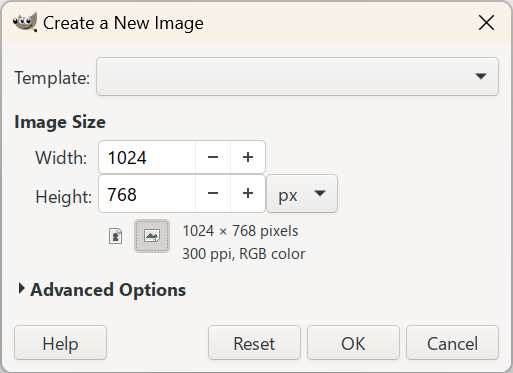 Create a New Image
Template:
Image Size
Width: 1024
Height: 768 px
1024 × 768 pixels
300 ppi, RGB color
Advanced Options
Help Reset OK Cancel